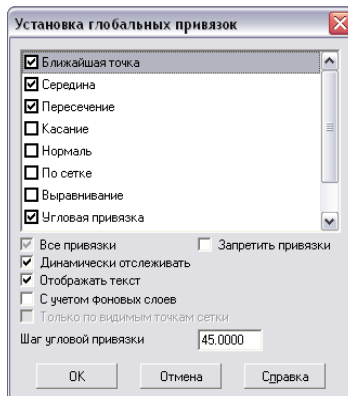 Установка глобальных привязок
Ближайшая точка
Середина
Пересечение
Касание
Нормаль
По сетке
Выравнивание
Угловая привязка
Все привязки Запретить привязки
Динамически отслеживать
Отображать текст
С учетом фоновых слоев
Только по видимым точкам сетки
Шаг угловой привязки 45.0000
OK Отмена Справка